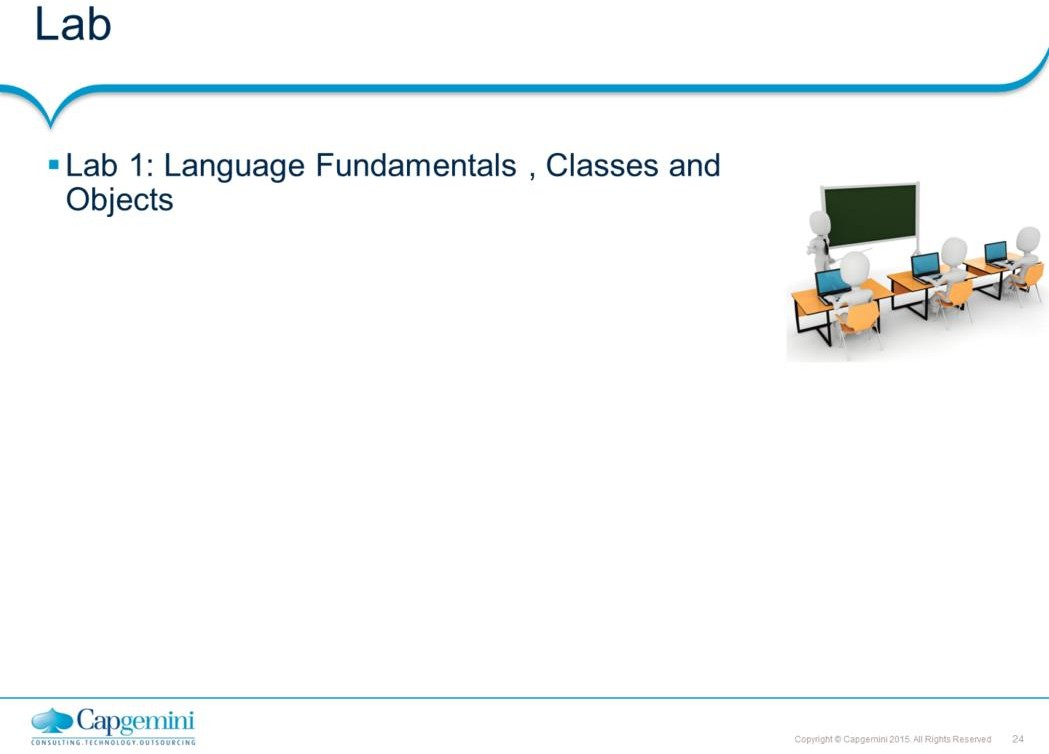 Lab
▪ Lab 1: Language Fundamentals , Classes and
Objects
Capgemini
CONSULTING.TECHNOLOGY.OUTSOURCING
Copyright © Capgemini 2015. All Rights Reserved 24